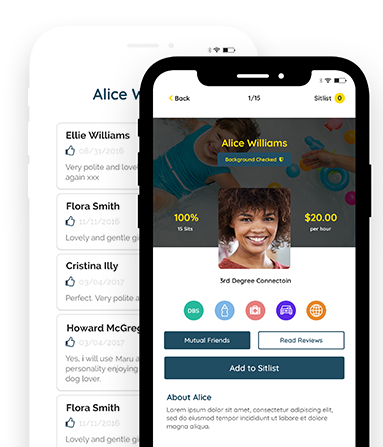 Alice W
Ellie Williams
08/31/2016
Very polite and love
again xxx
Flora Smith
11/11/2016
Lovely and gentle gi
Cristina Illy
03/04/2017
Perfect. Very polite a
Howard McGreg
03/04/2017
Yes, i will use Maru a
personality enjoying
dog lover.
Flora Smith
11/11/2016
Lovely and gentle gi
Back
1/15
Sitlist 0
Alice Williams
Background Checked
100%
15 Sits
$20.00
per hour
3rd Degree Connectoin
DBS
Mutual Friends
Read Reviews
Add to Sitlist
About Alice
Lorem ipsum dolor sit amet, consectetur adipiscing elit,
sed do eiusmod tempor incididunt ut labore et dolore
magna aliqua.